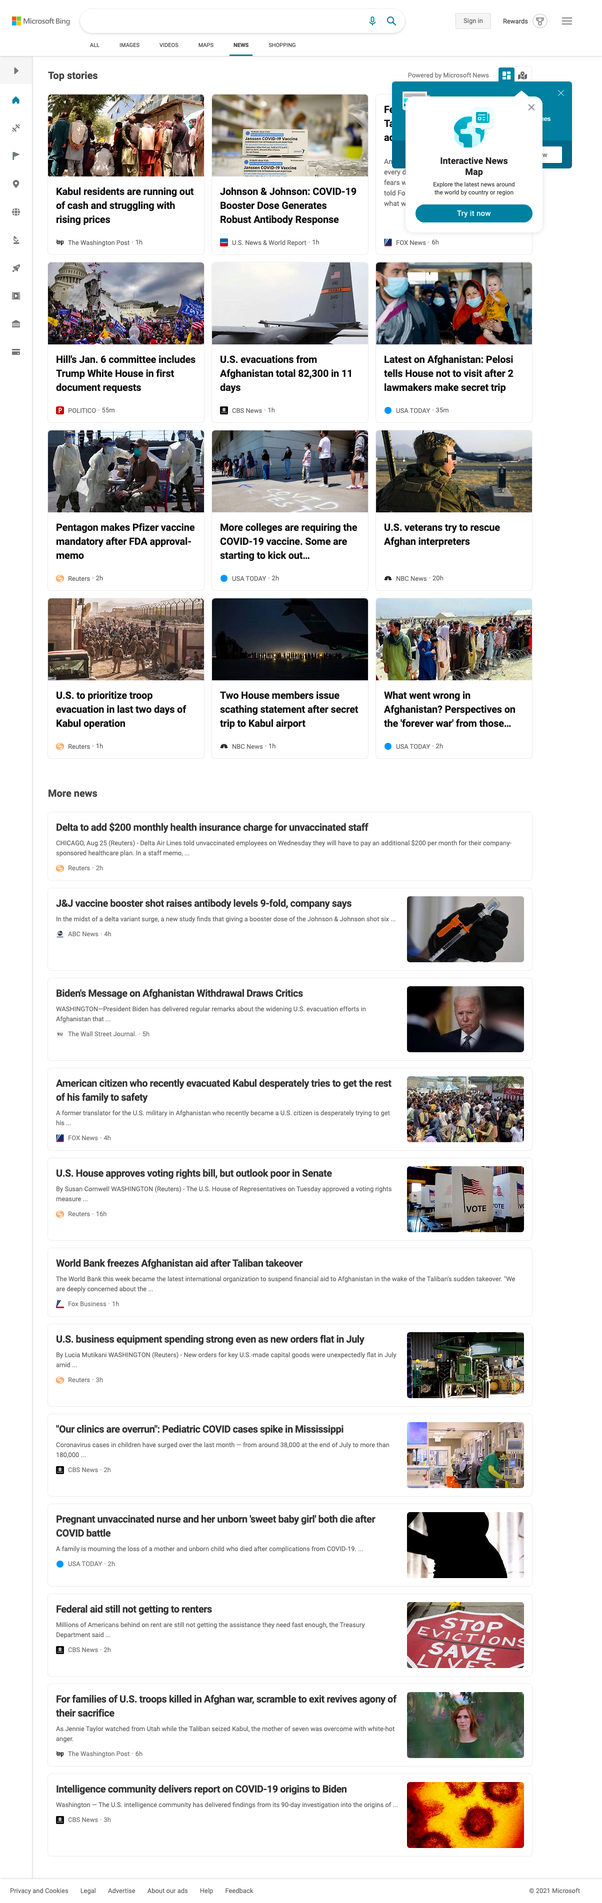 Microsoft Bing
Sign in
Rewards
ALL
IMAGES
VIDEOS
MAPS
NEWS
SHOPPING
Top stories
Powered by Microsoft News
Interactive News
Map
Explore the latest news around
the world by country or region
Try it now
Kabul residents are running out
of cash and struggling with
rising prices
The Washington Post · 1h
COVID-19 Vaccine
Janssen COVID-19 Vaccine
Johnson & Johnson: COVID-19
Booster Dose Generates
Robust Antibody Response
U.S. News & World Report · 1h
every d
fears w
told Fo
what w
FOX News · 6h
Hill's Jan. 6 committee includes
Trump White House in first
document requests
POLITICO · 55m
U.S. evacuations from
Afghanistan total 82,300 in 11
days
CBS News · 1h
Latest on Afghanistan: Pelosi
tells House not to visit after 2
lawmakers make secret trip
USA TODAY · 35m
Pentagon makes Pfizer vaccine
mandatory after FDA approval-
memo
Reuters · 2h
More colleges are requiring the
COVID-19 vaccine. Some are
starting to kick out...
USA TODAY · 2h
U.S. veterans try to rescue
Afghan interpreters
NBC News · 20h
U.S. to prioritize troop
evacuation in last two days of
Kabul operation
Reuters · 1h
Two House members issue
scathing statement after secret
trip to Kabul airport
NBC News · 1h
What went wrong in
Afghanistan? Perspectives on
the 'forever war' from those...
USA TODAY · 2h
More news
Delta to add $200 monthly health insurance charge for unvaccinated staff
CHICAGO, Aug 25 (Reuters) - Delta Air Lines told unvaccinated employees on Wednesday they will have to pay an additional $200 per month for their company-
sponsored healthcare plan. In a staff memo, ...
Reuters · 2h
J&J vaccine booster shot raises antibody levels 9-fold, company says
In the midst of a delta variant surge, a new study finds that giving a booster dose of the Johnson & Johnson shot six ...
ABC News · 4h
Biden's Message on Afghanistan Withdrawal Draws Critics
WASHINGTON—President Biden has delivered regular remarks about the widening U.S. evacuation efforts in
Afghanistan that ...
The Wall Street Journal. · 5h
American citizen who recently evacuated Kabul desperately tries to get the rest
of his family to safety
A former translator for the U.S. military in Afghanistan who recently became a U.S. citizen is desperately trying to get
his ...
FOX News · 4h
U.S. House approves voting rights bill, but outlook poor in Senate
By Susan Cornwell WASHINGTON (Reuters) - The U.S. House of Representatives on Tuesday approved a voting rights
measure ...
Reuters · 16h
VOTE
World Bank freezes Afghanistan aid after Taliban takeover
The World Bank this week became the latest international organization to suspend financial aid to Afghanistan in the wake of the Taliban's sudden takeover. "We
are deeply concerned about the ...
Fox Business · 1h
U.S. business equipment spending strong even as new orders flat in July
By Lucia Mutikani WASHINGTON (Reuters) - New orders for key U.S.-made capital goods were unexpectedly flat in July
amid ...
Reuters · 3h
"Our clinics are overrun": Pediatric COVID cases spike in Mississippi
Coronavirus cases in children have surged over the last month — from around 38,000 at the end of July to more than
180,000 ...
CBS News · 2h
Pregnant unvaccinated nurse and her unborn 'sweet baby girl' both die after
COVID battle
A family is mourning the loss of a mother and unborn child who died after complications from COVID-19. ...
USA TODAY · 2h
Federal aid still not getting to renters
Millions of Americans behind on rent are still not getting the assistance they need fast enough, the Treasury
Department said ...
CBS News · 2h
STOP
EVICTIONS
SAVE
LIVES
For families of U.S. troops killed in Afghan war, scramble to exit revives agony of
their sacrifice
As Jennie Taylor watched from Utah while the Taliban seized Kabul, the mother of seven was overcome with white-hot
anger.
The Washington Post · 6h
Intelligence community delivers report on COVID-19 origins to Biden
Washington — The U.S. intelligence community has delivered findings from its 90-day investigation into the origins of ...
CBS News · 3h
Privacy and Cookies
Legal
Advertise
About our ads
Help
Feedback
© 2021 Microsoft